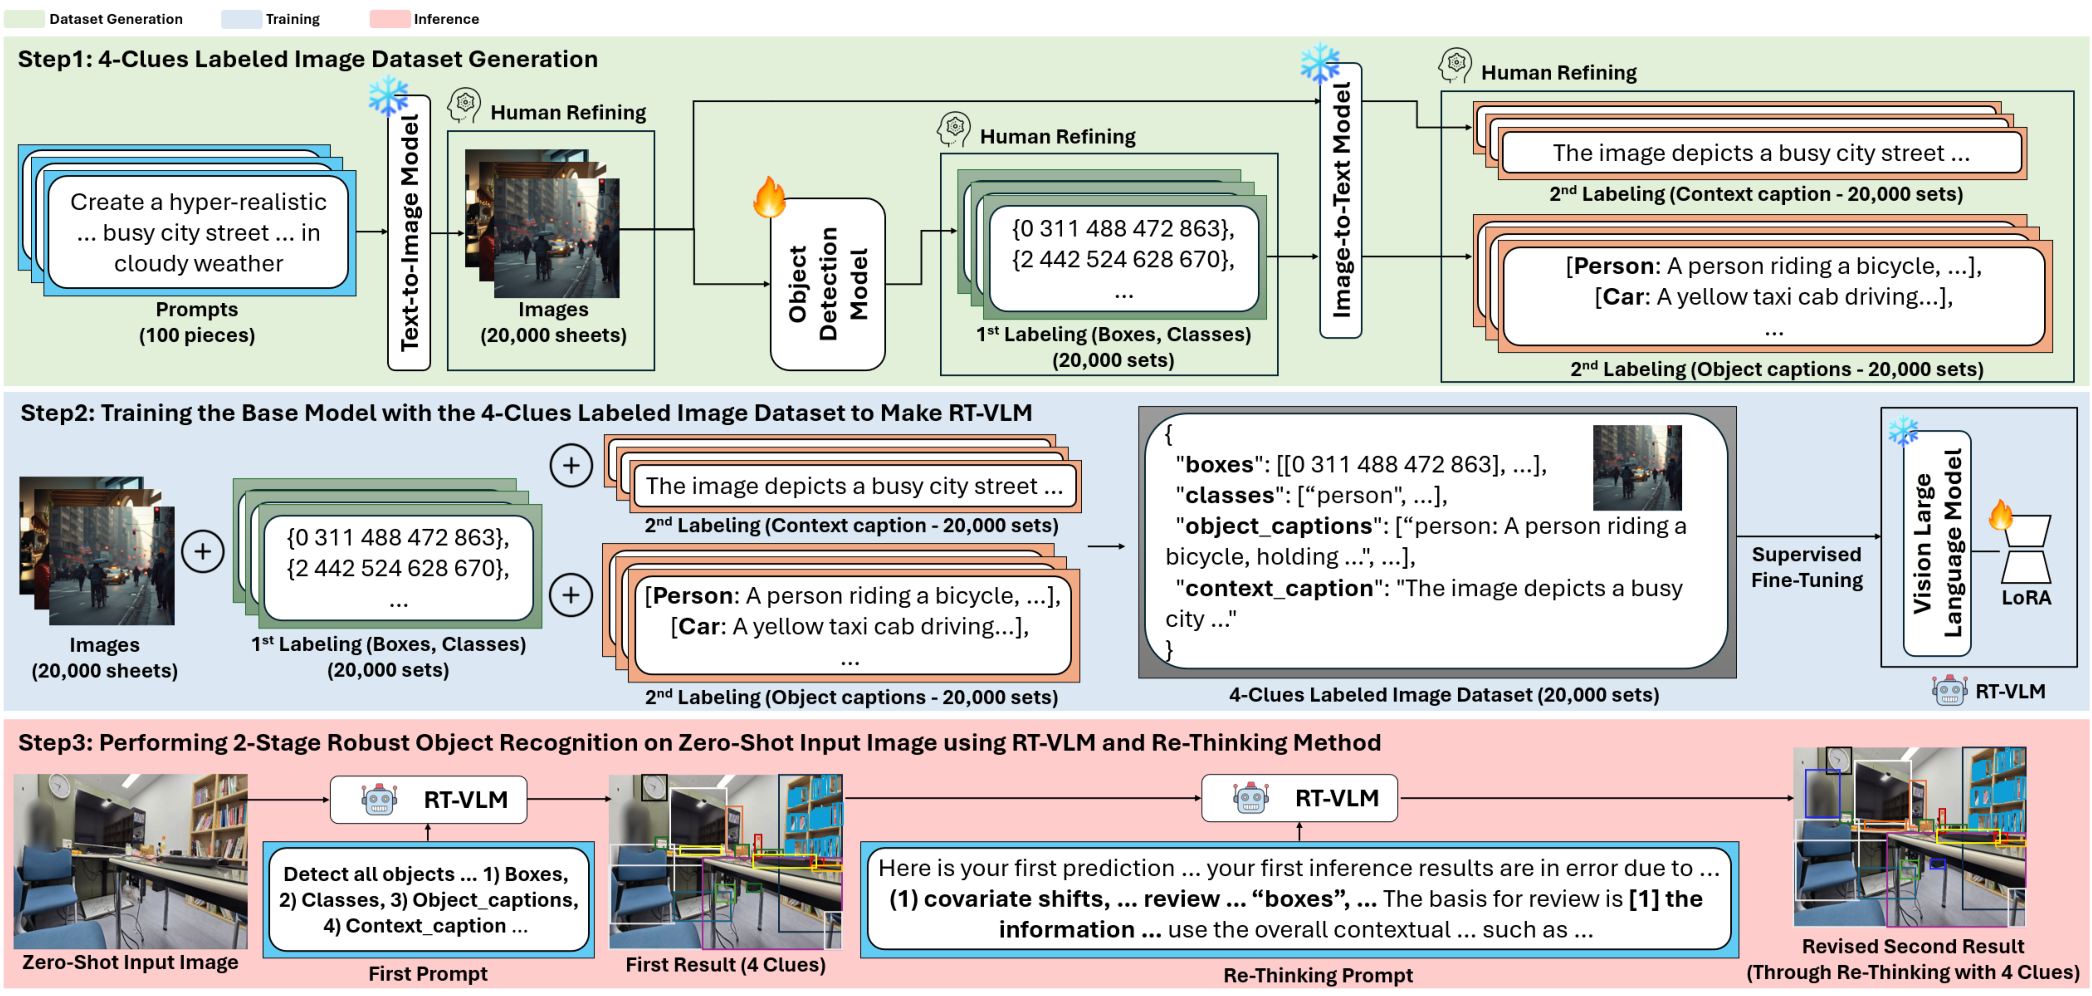 Dataset Generation
Training
Inference
Step1: 4-Clues Labeled Image Dataset Generation
Create a hyper-realistic
... busy city street ... in
cloudy weather
Prompts
(100 pieces)
Text-to-Image Model
Human Refining
Images
(20,000 sheets)
Object
Detection
Model
Human Refining
{0 311 488 472 863},
{2 442 524 628 670},
...
1st Labeling (Boxes, Classes)
(20,000 sets)
Image-to-Text Model
Human Refining
The image depicts a busy city street ...
2nd Labeling (Context caption - 20,000 sets)
[Person: A person riding a bicycle, ...],
[Car: A yellow taxi cab driving...],
...
2nd Labeling (Object captions - 20,000 sets)
Step2: Training the Base Model with the 4-Clues Labeled Image Dataset to Make RT-VLM
Images
(20,000 sheets)
+
{0 311 488 472 863},
{2 442 524 628 670},
...
1st Labeling (Boxes, Classes)
(20,000 sets)
+
The image depicts a busy city street ...
2nd Labeling (Context caption - 20,000 sets)
+
[Person: A person riding a bicycle, ...],
[Car: A yellow taxi cab driving...],
...
2nd Labeling (Object captions - 20,000 sets)
{
"boxes": [[0 311 488 472 863], ...],
"classes": [“person", ...],
"object_captions": [“person: A person riding a
bicycle, holding ...", ...],
"context_caption": "The image depicts a busy
city ..."
}
4-Clues Labeled Image Dataset (20,000 sets)
Supervised
Fine-Tuning
Vision Large
Language Model
LoRA
RT-VLM
Step3: Performing 2-Stage Robust Object Recognition on Zero-Shot Input Image using RT-VLM and Re-Thinking Method
Zero-Shot Input Image
RT-VLM
Detect all objects ... 1) Boxes,
2) Classes, 3) Object_captions,
4) Context_caption ...
First Prompt
First Result (4 Clues)
RT-VLM
Here is your first prediction ... your first inference results are in error due to ...
(1) covariate shifts, ... review ... “boxes”, ... The basis for review is [1] the
information ... use the overall contextual ... such as ...
Re-Thinking Prompt
Revised Second Result
(Through Re-Thinking with 4 Clues)